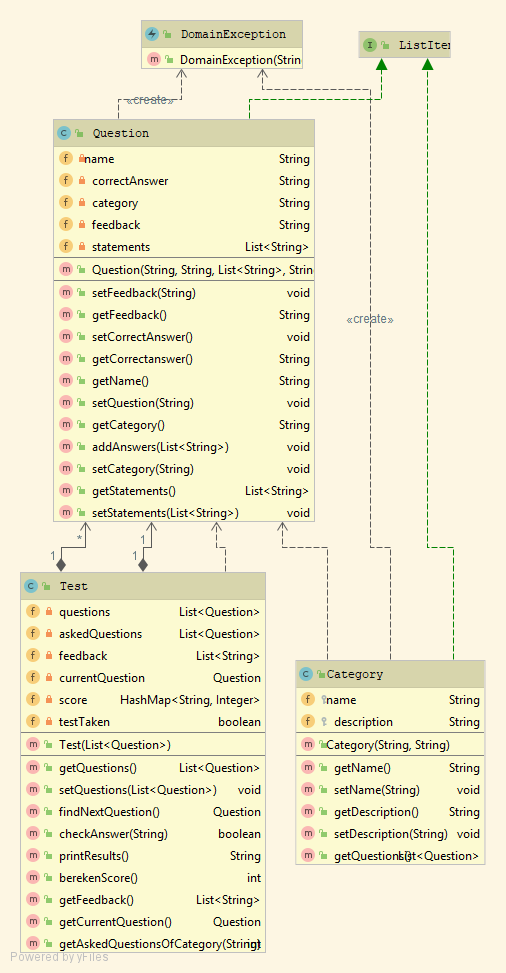 DomainException
DomainException(Strin
ListIter
«create»
Question
name String
correctAnswer String
category String
feedback String
statements List<String>
Question(String, String, List<String>, Strin
setFeedback(String) void
getFeedback() String
setCorrectAnswer() void
getCorrectanswer() String
getName() String
setQuestion(String) void
getCategory() String
addAnswers(List<String>) void
setCategory(String) void
getStatements() List<String>
setStatements(List<String>) void
«create»
* 1
1 1
Test
questions List<Question>
askedQuestions List<Question>
feedback List<String>
currentQuestion Question
score HashMap<String, Integer>
testTaken boolean
Test(List<Question>)
getQuestions() List<Question>
setQuestions(List<Question>) void
findNextQuestion() Question
checkAnswer(String) boolean
printResults() String
berekenScore() int
getFeedback() List<String>
getCurrentQuestion() Question
getAskedQuestionsOfCategory(String) int
Category
name String
description String
Category(String, String)
getName() String
setName(String) void
getDescription() String
setDescription(String) void
getQuestions() List<Question>
Powered by yFiles